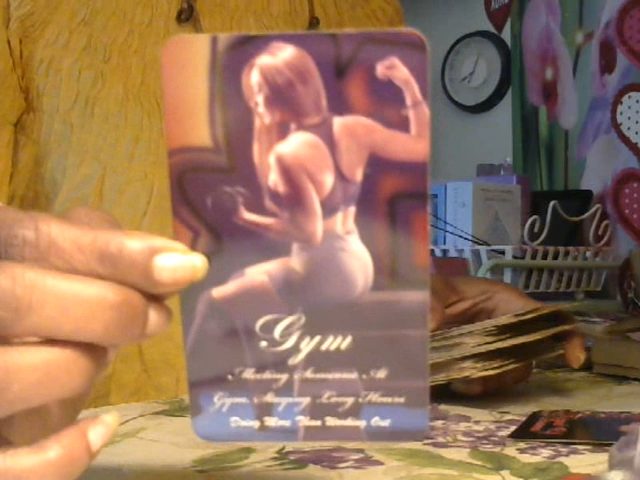 Gym
Meeting Someone At
Gym, Staying Long Hours
Doing More Than Working Out